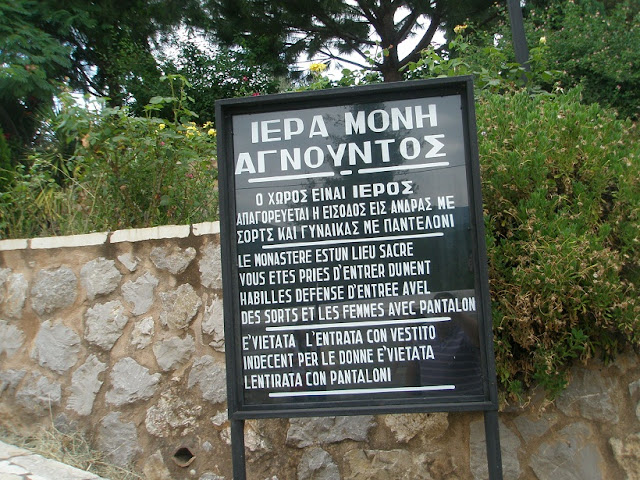 ΙΕΡΑ ΜΟΝΗ
ΑΓΝΟΥΝΤΟΣ
Ο ΧΩΡΟΣ ΕΙΝΑΙ ΙΕΡΟΣ
ΑΠΑΓΟΡΕΥΕΤΑΙ Η ΕΙΣΟΔΟΣ ΕΙΣ ΑΝΔΡΑΣ ΜΕ
ΣΟΡΤΣ ΚΑΙ ΓΥΝΑΙΚΑΣ ΜΕ ΠΑΝΤΕΛΟΝΙ
LE MONASTERE EST UN LIEU SACRE
VOUS ETES PRIES D'ENTRER DUMENT
HABILLES DEFENSE D'ENTREE AVEL
DES SORTS ET LES FEMMES AVEC PANTALON
E'VIETATA L'ENTRATA CON VESTITO
INDECENT PER LE DONNE E'VIETATA
LENTIRATA CON PANTALONI